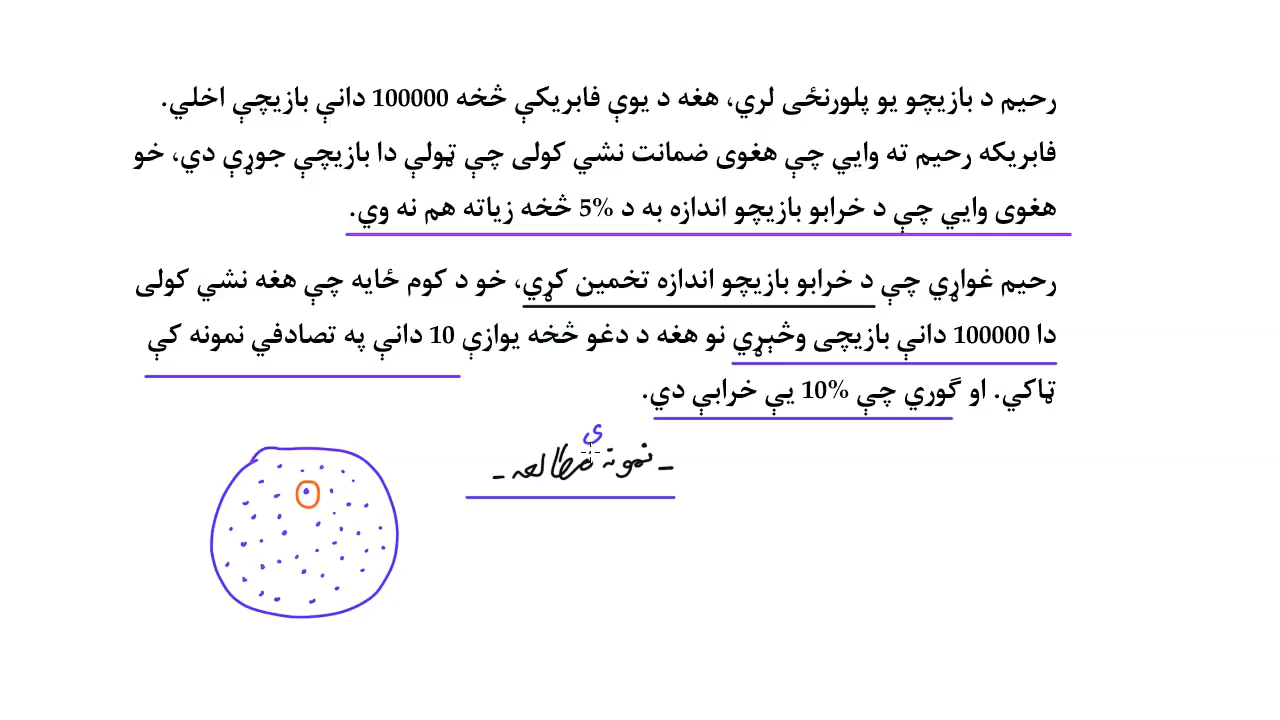 رحیم د بازیچو یو پلورنځی لري، هغه د یوې فابریکې څخه 100000 دانې بازیچې اخلي.
فابریکه رحیم ته وایي چې هغوی ضمانت نشي کولی چې ټولې دا بازیچې جوړې دي، خو
هغوی وایي چې د خرابو بازیچو اندازه به د 5% څخه زیاته هم نه وي.
رحیم غواړي چې د خرابو بازیچو اندازه تخمین کړي، خو د کوم ځایه چې هغه نشي کولی
دا 100000 دانې بازیچی وڅېړي نو هغه د دغو څخه یوازې 10 دانې په تصادفي نمونه کې
ټاکي. او ګوري چې 10% یې خرابې دي.
- نمونه ئ مطالعه -